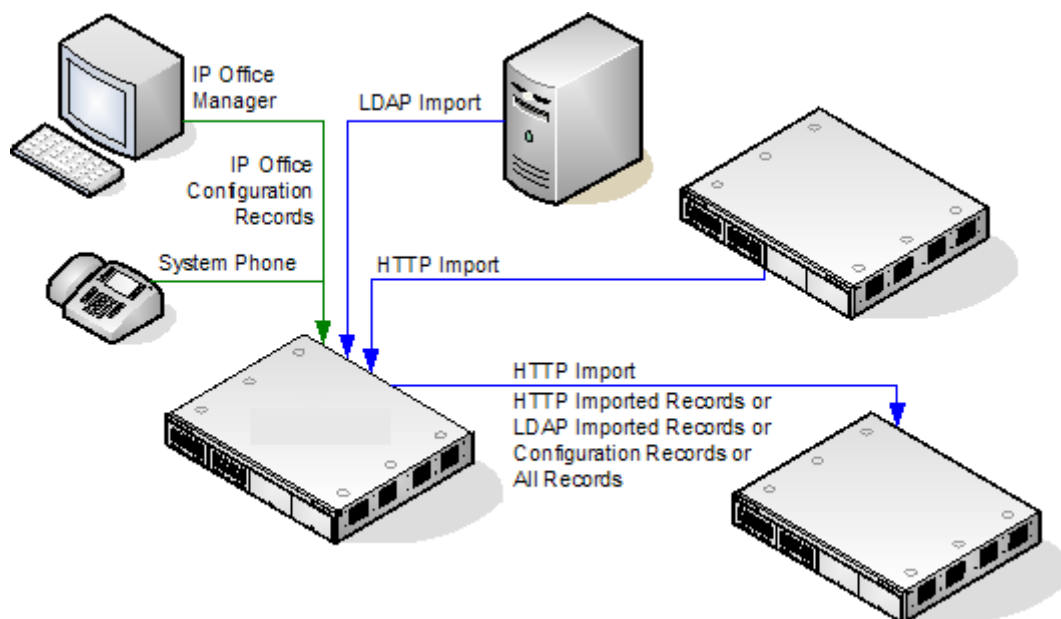 IP Office
Manager
LDAP Import
IP Office
Configuration
Records
System Phone
HTTP Import
HTTP Import
HTTP Imported Records or
LDAP Imported Records or
Configuration Records or
All Records